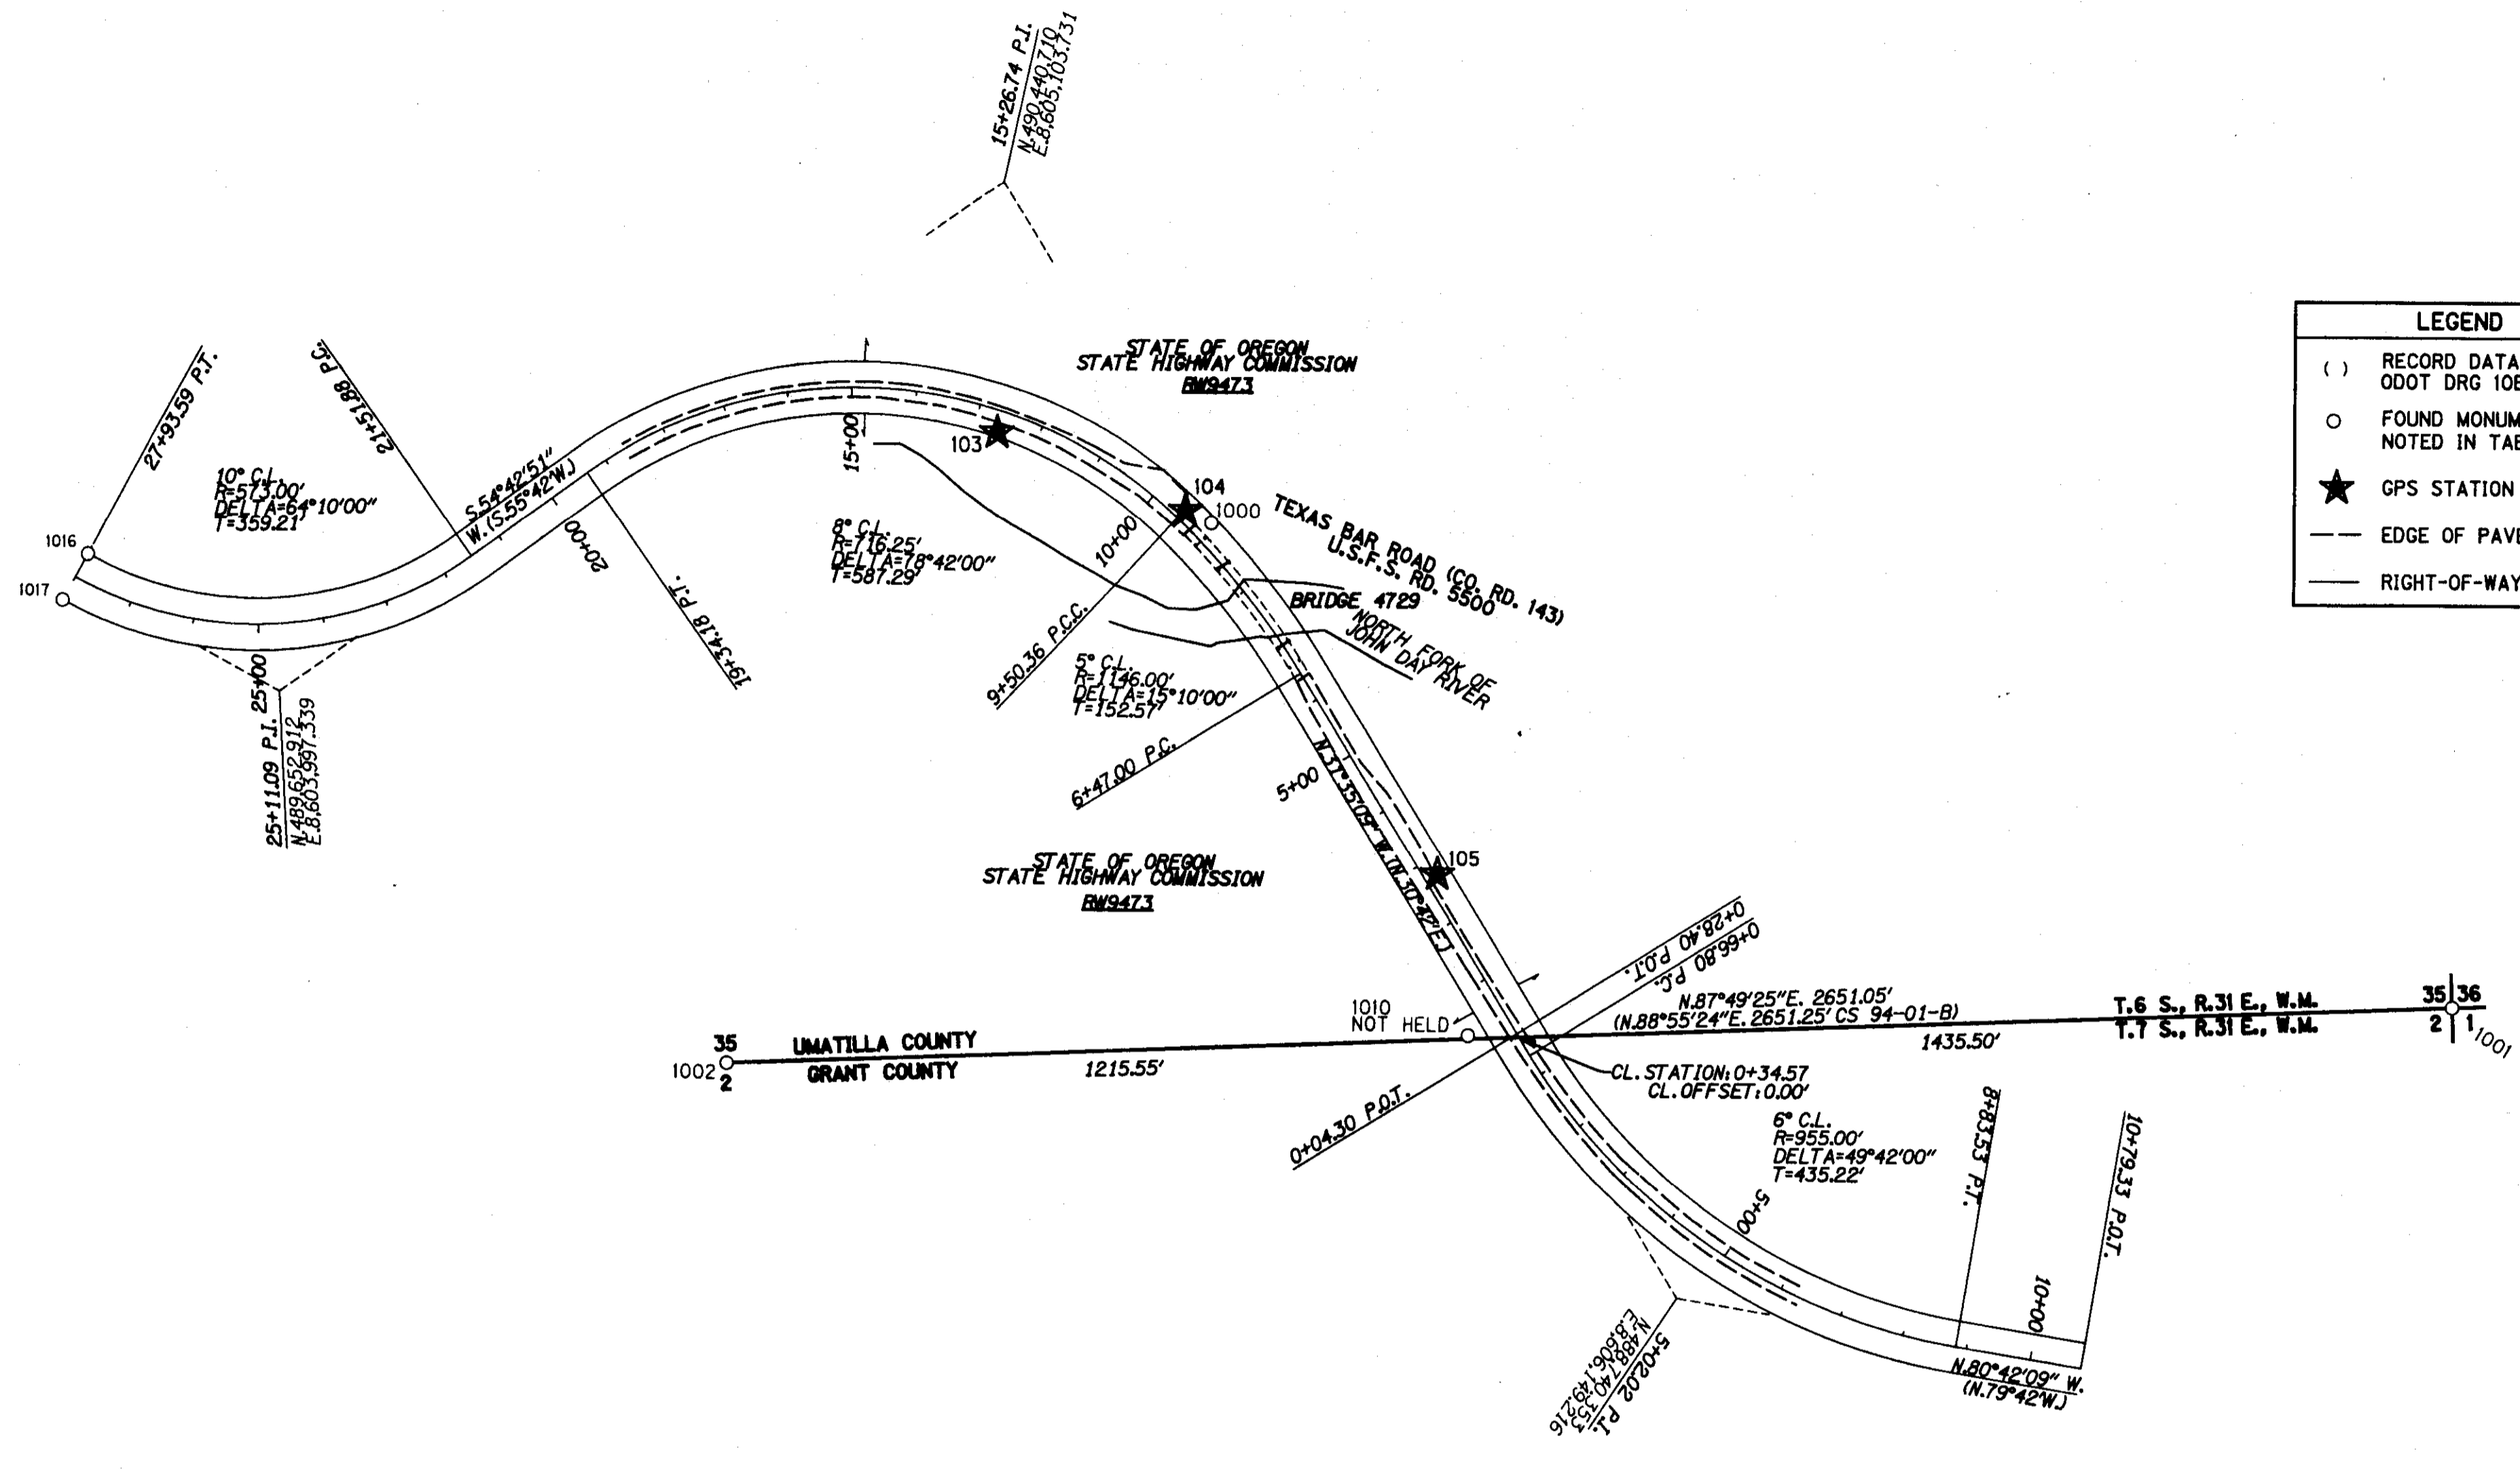 15+26.74 P.I.
N.490,440.710
E.8,605,103.731
27+93.59 P.T.
21+51.88 P.C.
10° C.L.
R=573.00'
DELTA=64°10'00"
T=359.21'
S.54°42'51"
W. (S.55°42'W.)
1016
1017
20+00
19+34.18 P.T.
25+00
25+11.09 P.I.
N.489,652.912
E.8,603,997.339
STATE OF OREGON
STATE HIGHWAY COMMISSION
RW9473
15+00
103
104
1000
10+00
8° C.L.
R=716.25'
DELTA=78°42'00"
T=587.29'
TEXAS BAR ROAD (CO. RD. 143)
U.S.F.S. RD. 5500
BRIDGE 4729
NORTH FORK OF
JOHN DAY RIVER
9+50.36 P.C.C.
5° C.L.
R=1146.00'
DELTA=15°10'00"
T=152.57'
6+47.00 P.C.
5+00
N.31°35'09" W. (N.30°42'E.)
105
STATE OF OREGON
STATE HIGHWAY COMMISSION
RW9473
0+28.40 P.O.T.
0+66.80 P.C.
1010
NOT HELD
N.87°49'25"E. 2651.05'
(N.88°55'24"E. 2651.25' CS 94-01-B)
T.6 S., R.31 E., W.M.
T.7 S., R.31 E., W.M.
35 36
2 1
1001
1435.50'
35
1002
2
UMATILLA COUNTY
GRANT COUNTY
1215.55'
CL. STATION: 0+34.57
CL. OFFSET: 0.00'
0+04.30 P.O.T.
6° C.L.
R=955.00'
DELTA=49°42'00"
T=435.22'
8+83.53 P.T.
10+79.33 P.O.T.
5+00
10+00
5+02.02 P.I.
N.488,740.353
E.8,606,149.216
N.80°42'09" W.
(N.79°42'W.)
LEGEND
( ) RECORD DATA
ODOT DRG 10B
FOUND MONUM
NOTED IN TAB
GPS STATION
EDGE OF PAVE
RIGHT-OF-WAY